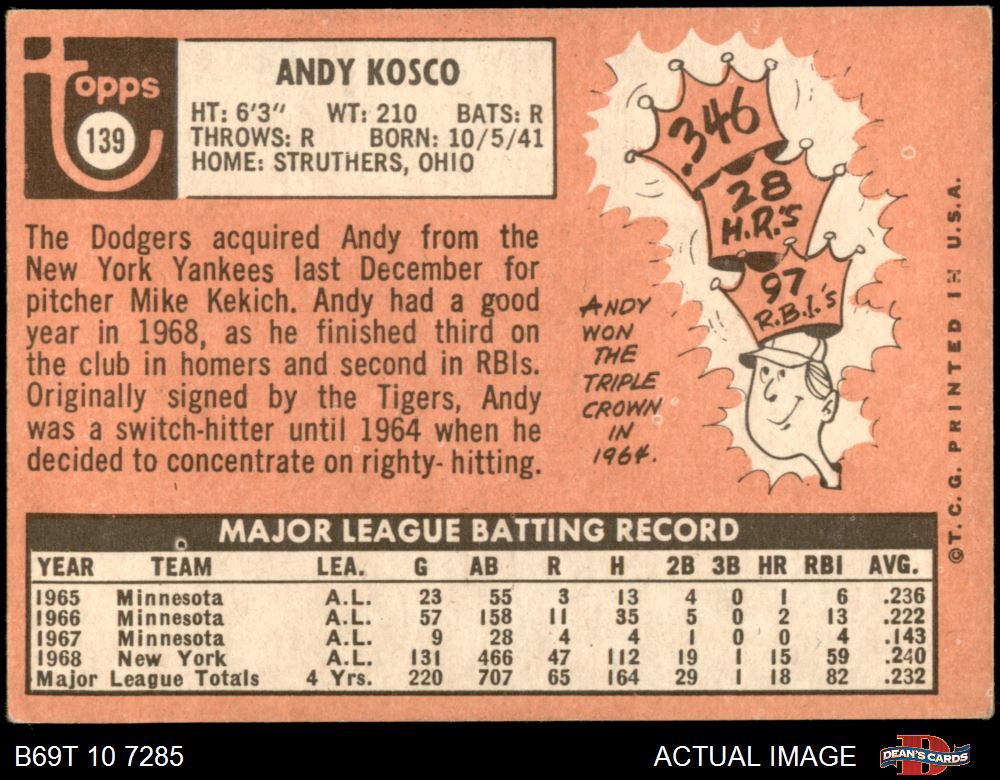 topps
139
ANDY KOSCO
HT: 6'3" WT: 210 BATS: R
THROWS: R BORN: 10/5/41
HOME: STRUTHERS, OHIO
The Dodgers acquired Andy from the
New York Yankees last December for
pitcher Mike Kekich. Andy had a good
year in 1968, as he finished third on
the club in homers and second in RBIs.
Originally signed by the Tigers, Andy
was a switch-hitter until 1964 when he
decided to concentrate on righty-hitting.
.346
28
H.R.'S
97
R.B.I.'s
ANDY
WON
THE
TRIPLE
CROWN
IN
1964.
©T. C. G. PRINTED IN U.S.A.
MAJOR LEAGUE BATTING RECORD
YEAR TEAM LEA. G AB R H 2B 3B HR RBI AVG.
1965 Minnesota A.L. 23 55 3 13 4 0 1 6 .236
1966 Minnesota A.L. 57 158 11 35 5 0 2 13 .222
1967 Minnesota A.L. 9 28 4 4 1 0 0 4 .143
1968 New York A.L. 131 466 47 112 19 1 15 59 .240
Major League Totals 4 Yrs. 220 707 65 164 29 1 18 82 .232
B69T 10 7285
ACTUAL IMAGE
DEAN'S CARDS